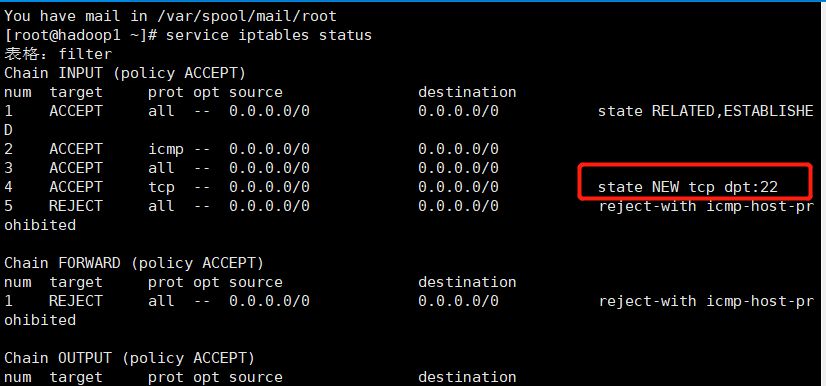 You have mail in /var/spool/mail/root
[root@hadoop1 ~]# service iptables status
表格：filter
Chain INPUT (policy ACCEPT)
num  target     prot opt source               destination
1    ACCEPT     all  --  0.0.0.0/0            0.0.0.0/0           state RELATED,ESTABLISHE
D
2    ACCEPT     icmp --  0.0.0.0/0            0.0.0.0/0
3    ACCEPT     all  --  0.0.0.0/0            0.0.0.0/0
4    ACCEPT     tcp  --  0.0.0.0/0            0.0.0.0/0           state NEW tcp dpt:22
5    REJECT     all  --  0.0.0.0/0            0.0.0.0/0           reject-with icmp-host-pr
ohibited

Chain FORWARD (policy ACCEPT)
num  target     prot opt source               destination
1    REJECT     all  --  0.0.0.0/0            0.0.0.0/0           reject-with icmp-host-pr
ohibited

Chain OUTPUT (policy ACCEPT)
num  target     prot opt source               destination